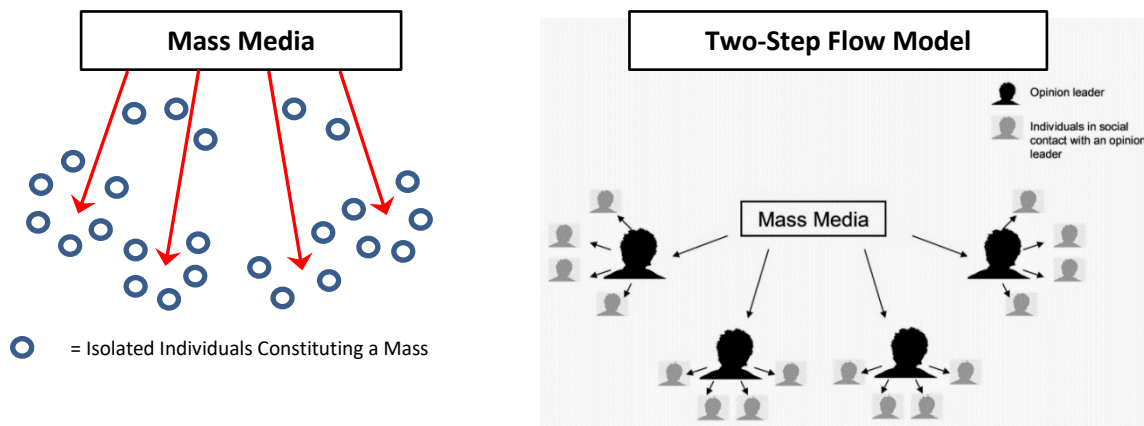 Mass Media
= Isolated Individuals Constituting a Mass
Two-Step Flow Model
Opinion leader
Individuals in social
contact with an opinion
leader
Mass Media